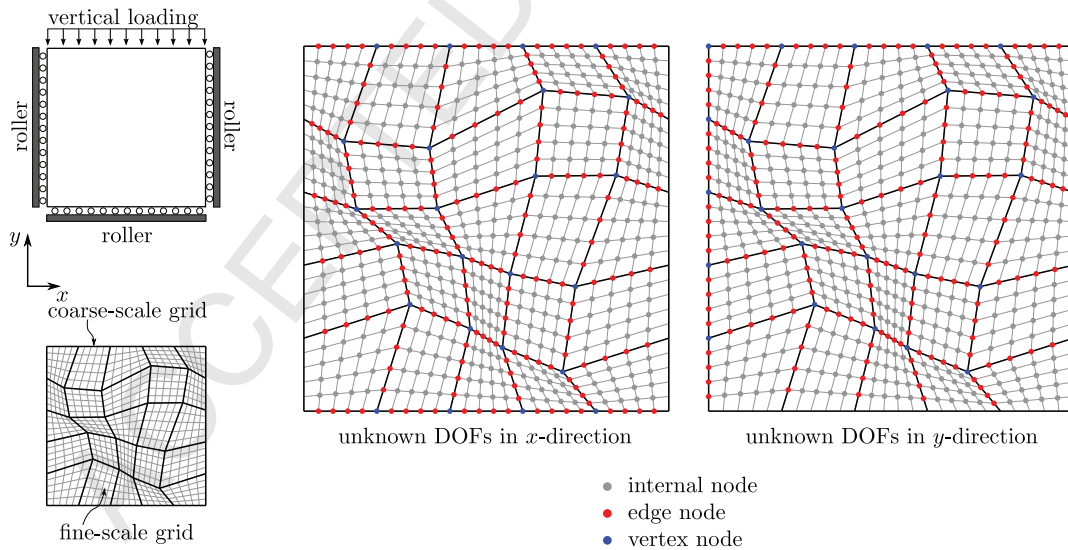 vertical loading
roller
roller
roller
y
x
coarse-scale grid
fine-scale grid
unknown DOFs in x-direction
unknown DOFs in y-direction
internal node
edge node
vertex node